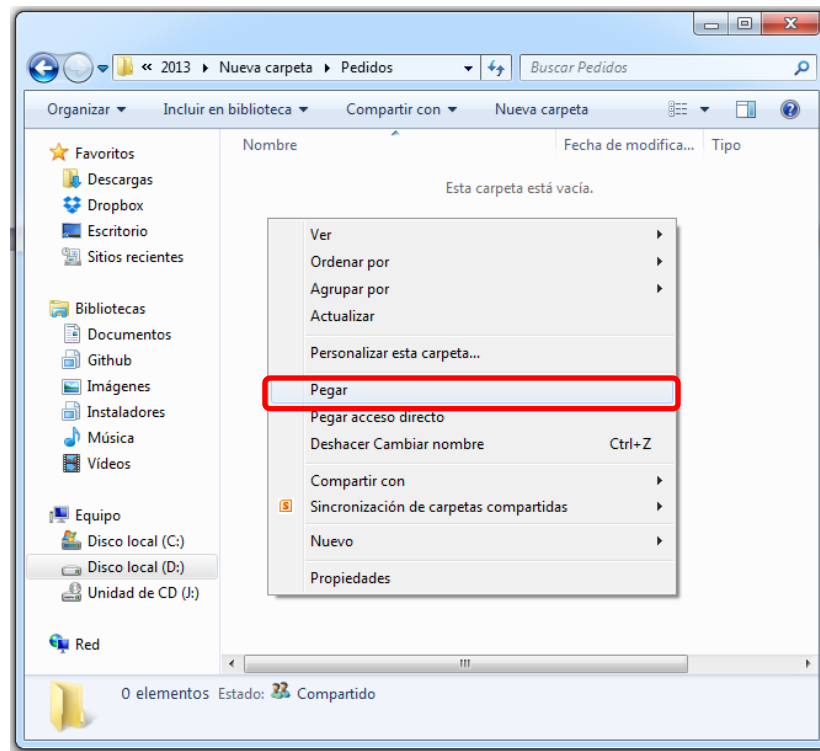 « 2013 ▸ Nueva carpeta ▸ Pedidos
Buscar Pedidos
Organizar ▼ Incluir en biblioteca ▼ Compartir con ▼ Nueva carpeta
Nombre Fecha de modifica... Tipo
Esta carpeta está vacía.
Favoritos
Descargas
Dropbox
Escritorio
Sitios recientes
Bibliotecas
Documentos
Github
Imágenes
Instaladores
Música
Vídeos
Equipo
Disco local (C:)
Disco local (D:)
Unidad de CD (J:)
Red
Ver
Ordenar por
Agrupar por
Actualizar
Personalizar esta carpeta...
Pegar
Pegar acceso directo
Deshacer Cambiar nombre Ctrl+Z
Compartir con
S Sincronización de carpetas compartidas
Nuevo
Propiedades
0 elementos Estado: Compartido